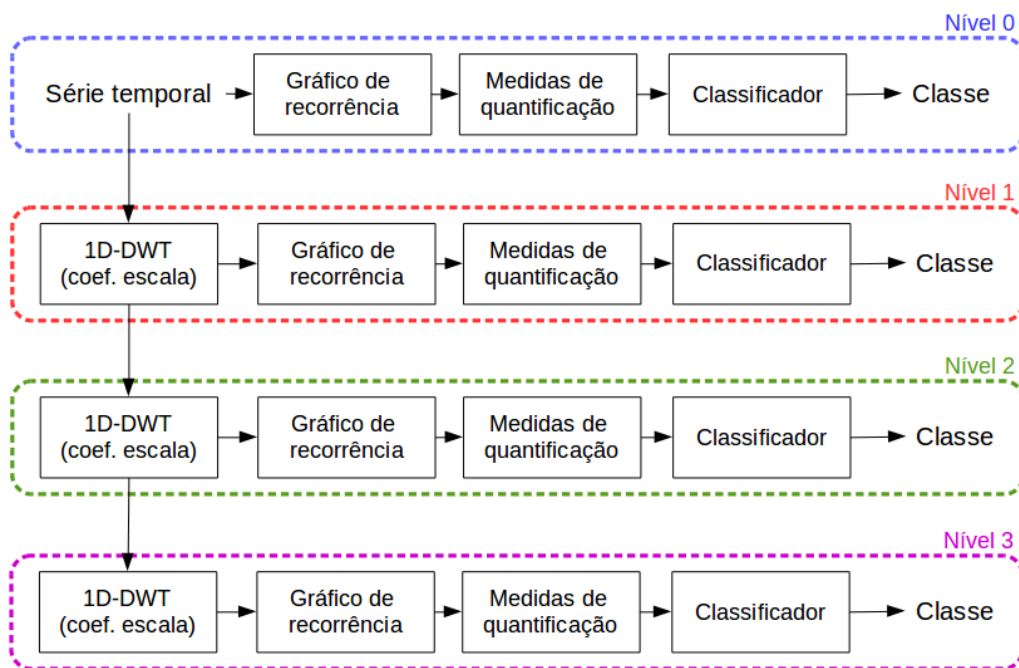 Nível 0
Série temporal
Gráfico de
recorrência
Medidas de
quantificação
Classificador
Classe
Nível 1
1D-DWT
(coef. escala)
Gráfico de
recorrência
Medidas de
quantificação
Classificador
Classe
Nível 2
1D-DWT
(coef. escala)
Gráfico de
recorrência
Medidas de
quantificação
Classificador
Classe
Nível 3
1D-DWT
(coef. escala)
Gráfico de
recorrência
Medidas de
quantificação
Classificador
Classe